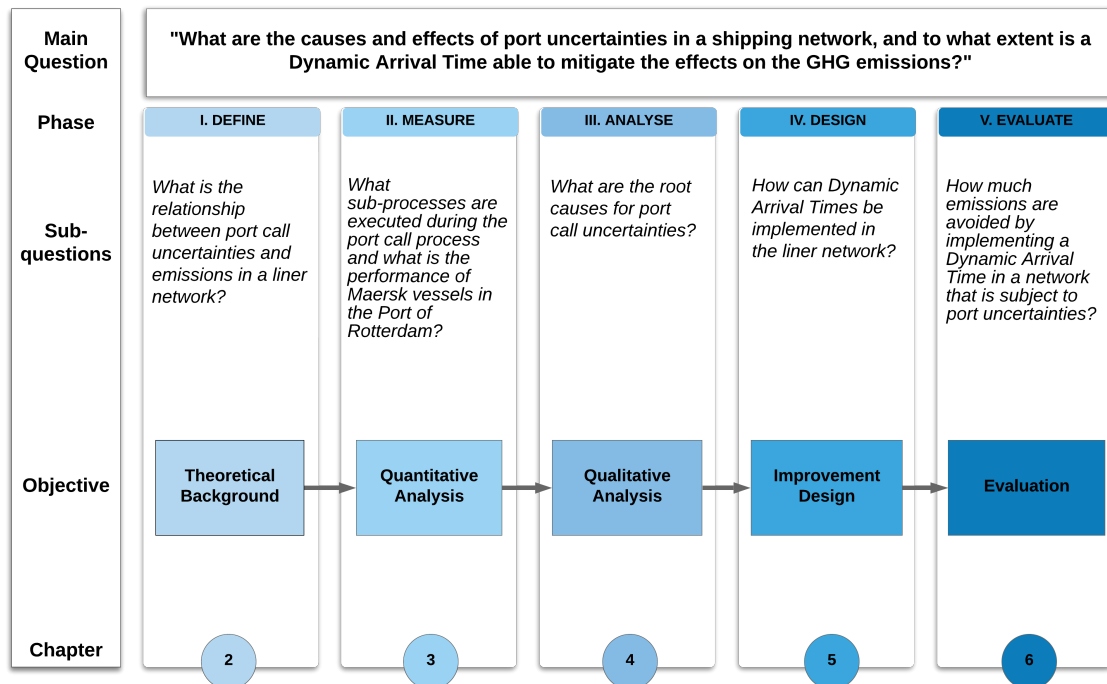 Main
Question
"What are the causes and effects of port uncertainties in a shipping network, and to what extent is a
Dynamic Arrival Time able to mitigate the effects on the GHG emissions?"
Phase
I. DEFINE
II. MEASURE
III. ANALYSE
IV. DESIGN
V. EVALUATE
Sub-
questions
What is the
relationship
between port call
uncertainties and
emissions in a liner
network?
What
sub-processes are
executed during the
port call process
and what is the
performance of
Maersk vessels in
the Port of
Rotterdam?
What are the root
causes for port
call uncertainties?
How can Dynamic
Arrival Times be
implemented in
the liner network?
How much
emissions are
avoided by
implementing a
Dynamic Arrival
Time in a network
that is subject to
port uncertainties?
Objective
Theoretical
Background
Quantitative
Analysis
Qualitative
Analysis
Improvement
Design
Evaluation
Chapter
2
3
4
5
6